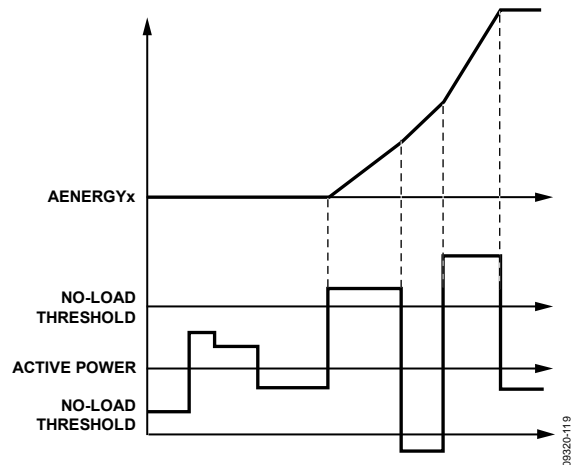 AENERGYx
NO-LOAD
THRESHOLD
ACTIVE POWER
NO-LOAD
THRESHOLD
09320-119